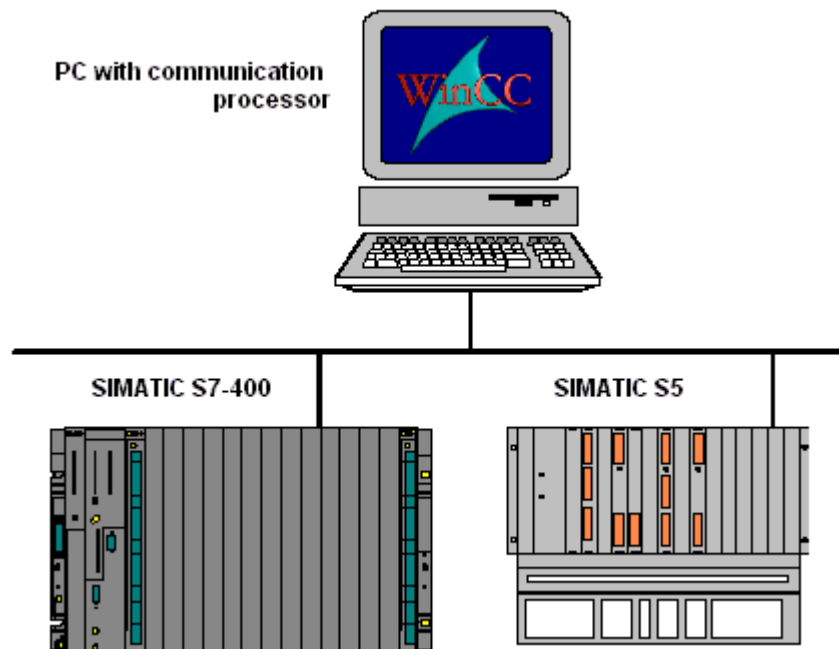 PC with communication
processor
WinCC
SIMATIC S7-400
SIMATIC S5